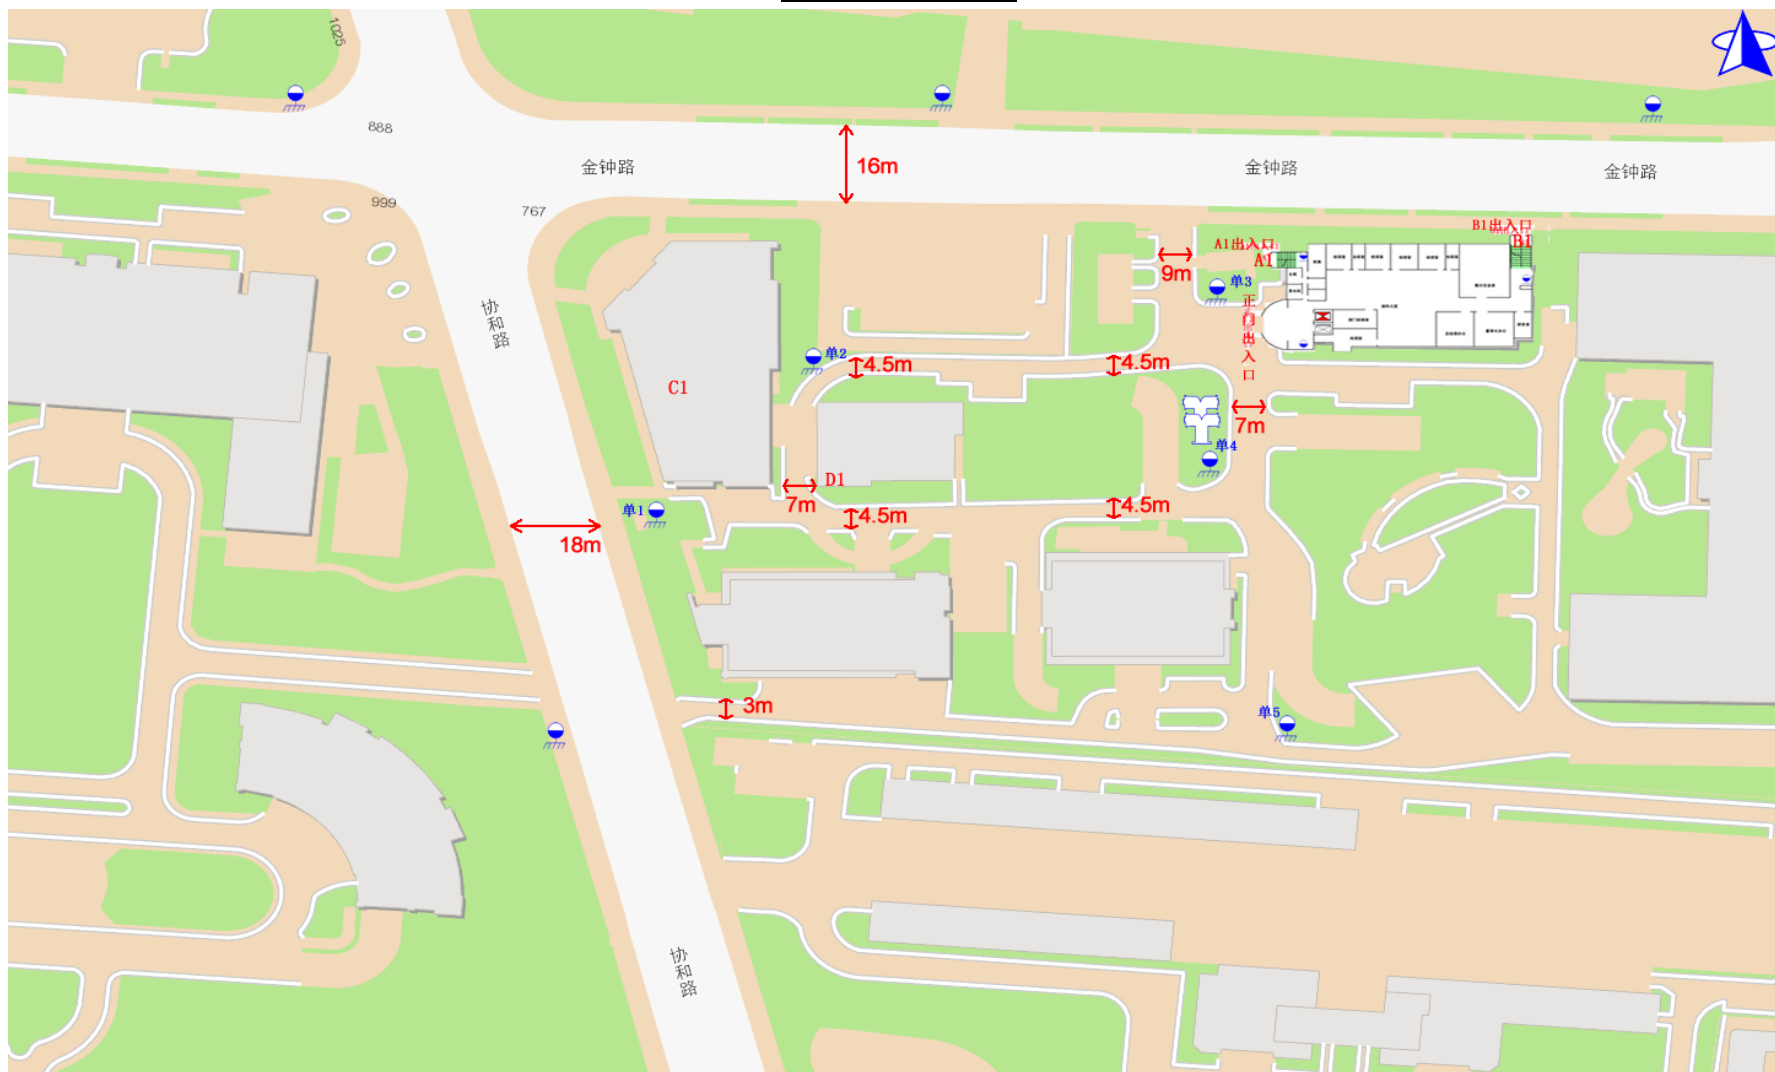 1025
888
金钟路
16m
金钟路
金钟路
999
767
B1出入口
B1
A1出入口
A1
9m
单3
正门出入口
协和路
单2
4.5m
4.5m
C1
7m
单4
D1
7m
单1
4.5m
4.5m
18m
3m
单5
协和路